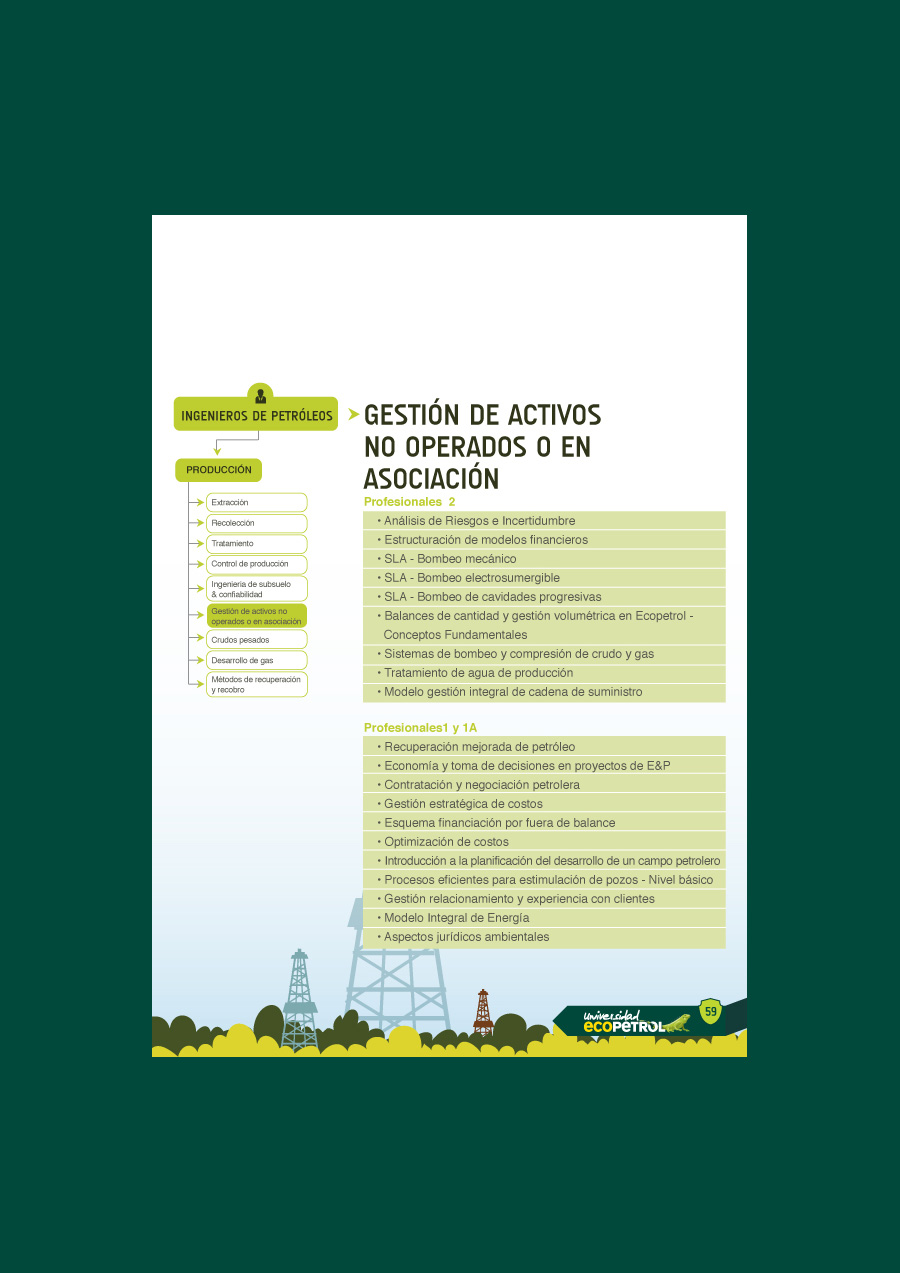 INGENIEROS DE PETRÓLEOS
PRODUCCIÓN
Extracción
Recolección
Tratamiento
Control de producción
Ingeniería de subsuelo
& confiabilidad
Gestión de activos no
operados o en asociación
Crudos pesados
Desarrollo de gas
Métodos de recuperación
y recobro
GESTIÓN DE ACTIVOS
NO OPERADOS O EN
ASOCIACIÓN
Profesionales 2
• Análisis de Riesgos e Incertidumbre
• Estructuración de modelos financieros
• SLA - Bombeo mecánico
• SLA - Bombeo electrosumergible
• SLA - Bombeo de cavidades progresivas
• Balances de cantidad y gestión volumétrica en Ecopetrol -
Conceptos Fundamentales
• Sistemas de bombeo y compresión de crudo y gas
• Tratamiento de agua de producción
• Modelo gestión integral de cadena de suministro
Profesionales1 y 1A
• Recuperación mejorada de petróleo
• Economía y toma de decisiones en proyectos de E&P
• Contratación y negociación petrolera
• Gestión estratégica de costos
• Esquema financiación por fuera de balance
• Optimización de costos
• Introducción a la planificación del desarrollo de un campo petrolero
• Procesos eficientes para estimulación de pozos - Nivel básico
• Gestión relacionamiento y experiencia con clientes
• Modelo Integral de Energía
• Aspectos jurídicos ambientales
universidad
ecoPETROL
59